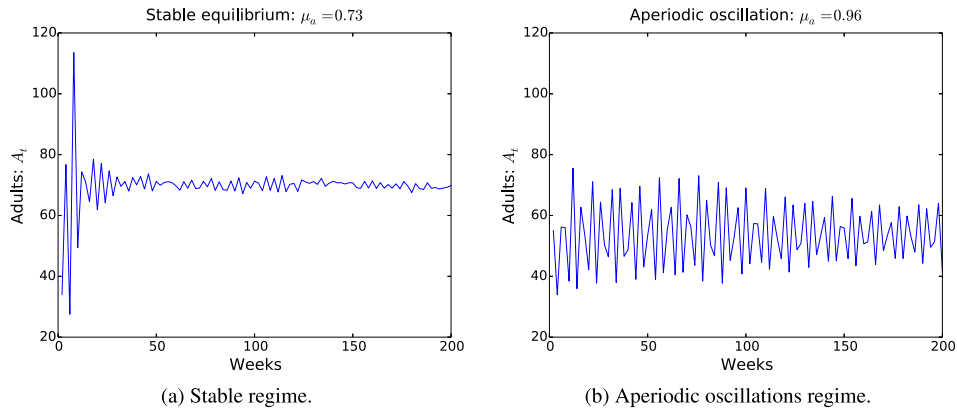 Stable equilibrium: μₐ = 0.73
120
100
80
60
40
20
Adults: Aₜ
0
50
100
150
200
Weeks
(a) Stable regime.
Aperiodic oscillation: μₐ = 0.96
120
100
80
60
40
20
Adults: Aₜ
0
50
100
150
200
Weeks
(b) Aperiodic oscillations regime.